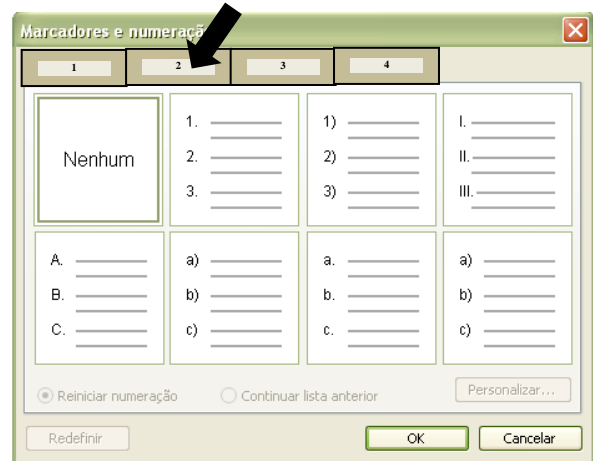 Marcadores e numeração
1 2 3 4
Nenhum
1.
2.
3.
1)
2)
3)
I.
II.
III.
A.
B.
C.
a)
b)
c)
a.
b.
c.
a)
b)
c)
Reiniciar numeração Continuar lista anterior Personalizar...
Redefinir OK Cancelar